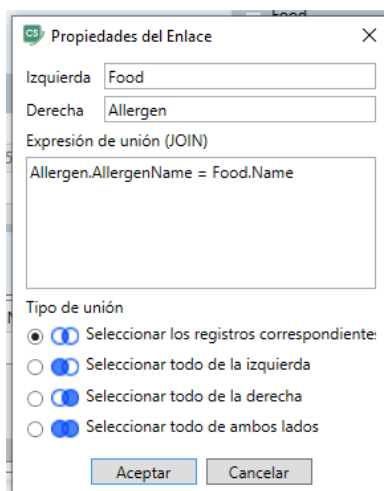 Food
CS Propiedades del Enlace
Izquierda Food
Derecha Allergen
Expresión de unión (JOIN)
Allergen.AllergenName = Food.Name
Tipo de unión
Seleccionar los registros correspondientes
Seleccionar todo de la izquierda
Seleccionar todo de la derecha
Seleccionar todo de ambos lados
Aceptar Cancelar